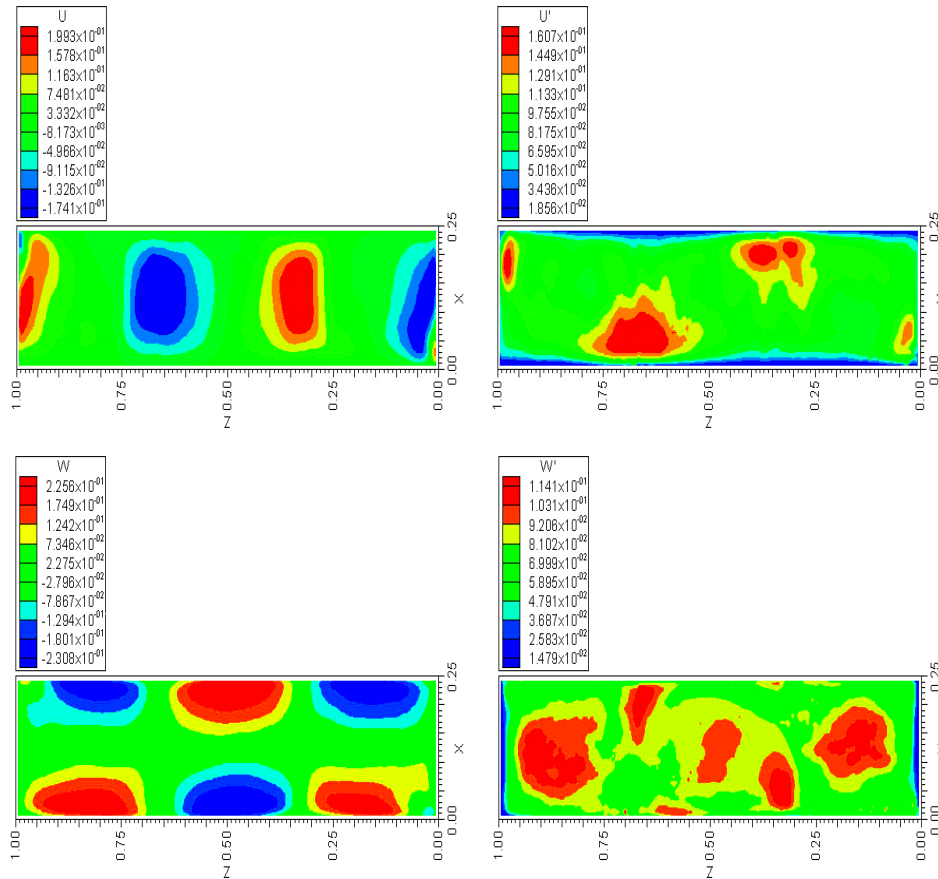 U
1.993x10-01
1.578x10-01
1.163x10-01
7.481x10-02
3.332x10-02
-8.173x10-03
-4.966x10-02
-9.115x10-02
-1.326x10-01
-1.741x10-01
1.00
0.75
Z 0.50
0.25
0.00
0.00
X
0.25
U'
1.607x10-01
1.449x10-01
1.291x10-01
1.133x10-01
9.755x10-02
8.175x10-02
6.595x10-02
5.016x10-02
3.436x10-02
1.856x10-02
1.00
0.75
Z 0.50
0.25
0.00
0.00
X
0.25
W
2.256x10-01
1.749x10-01
1.242x10-01
7.346x10-02
2.275x10-02
-2.796x10-02
-7.867x10-02
-1.294x10-01
-1.801x10-01
-2.308x10-01
1.00
0.75
Z 0.50
0.25
0.00
0.00
X
0.25
W'
1.141x10-01
1.031x10-01
9.206x10-02
8.102x10-02
6.999x10-02
5.895x10-02
4.791x10-02
3.687x10-02
2.583x10-02
1.479x10-02
1.00
0.75
Z 0.50
0.25
0.00
0.00
X
0.25